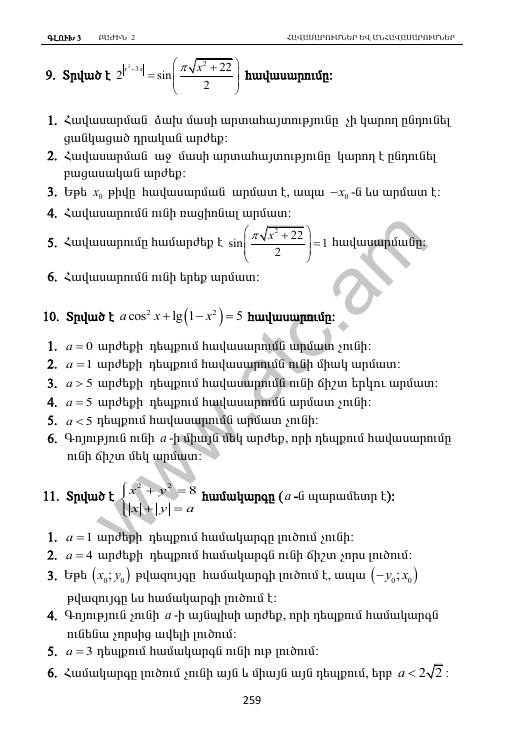 ԳԼՈՒԽ 3 ԲԱԺԻՆ 2 ՀԱՎԱՍԱՐՈՒՄՆԵՐ ԵՎ ԱՆՀԱՎԱՍԱՐՈՒՄՆԵՐ
9. Տրված է 2^|x²−3x| = sin(π√(x² + 22) / 2) հավասարումը:
1. Հավասարման ձախ մասի արտահայտությունը չի կարող ընդունել
ցանկացած դրական արժեք:
2. Հավասարման աջ մասի արտահայտությունը կարող է ընդունել
բացասական արժեք:
3. Եթե x₀ թիվը հավասարման արմատ է, ապա −x₀ -ն ևս արմատ է:
4. Հավասարումն ունի ռացիոնալ արմատ:
5. Հավասարումը համարժեք է sin(π√(x² + 22) / 2) = 1 հավասարմանը:
6. Հավասարումն ունի երեք արմատ:
10. Տրված է a cos² x + lg(1 − x²) = 5 հավասարումը:
1. a = 0 արժեքի դեպքում հավասարումն արմատ չունի:
2. a = 1 արժեքի դեպքում հավասարումն ունի միակ արմատ:
3. a > 5 արժեքի դեպքում հավասարումն ունի ճիշտ երկու արմատ:
4. a = 5 արժեքի դեպքում հավասարումն արմատ չունի:
5. a < 5 դեպքում հավասարումն արմատ չունի:
6. Գոյություն ունի a -ի միայն մեկ արժեք, որի դեպքում հավասարումը
ունի ճիշտ մեկ արմատ:
11. Տրված է { x² + y² = 8 |x| + |y| = a համակարգը (a -ն պարամետր է):
1. a = 1 արժեքի դեպքում համակարգը լուծում չունի:
2. a = 4 արժեքի դեպքում համակարգն ունի ճիշտ չորս լուծում:
3. Եթե (x₀; y₀) թվազույգը համակարգի լուծում է, ապա (−y₀; x₀)
թվազույգը ևս համակարգի լուծում է:
4. Գոյություն չունի a -ի այնպիսի արժեք, որի դեպքում համակարգն
ունենա չորսից ավելի լուծում:
5. a = 3 դեպքում համակարգն ունի ութ լուծում:
6. Համակարգը լուծում չունի այն և միայն այն դեպքում, երբ a < 2√2 :
259
www.atc.am